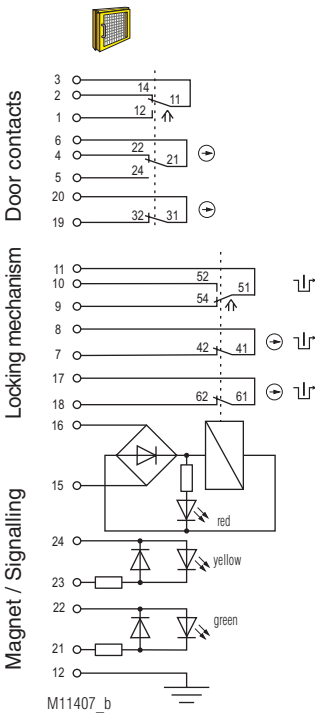 Door contacts
3
2 14
11
1 12
6
4 22
21
5 24
20
19 32 31
Locking mechanism
11
10 52
51
9 54
8
7 42 41
17
18 62 61
Magnet / Signalling
16
15
red
24
yellow
23
22
green
21
12
M11407_b